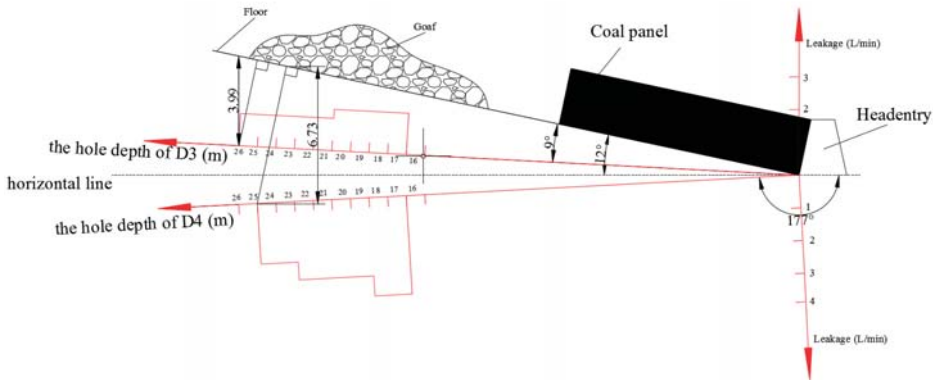 Floor
Goaf
Coal panel
Leakage (L/min)
3
2
Headentry
3.99
6.73
9°
12°
the hole depth of D3 (m)
26 25 24 23 22 21 20 19 18 17 16
horizontal line
26 25 24 23 22 21 20 19 18 17 16
the hole depth of D4 (m)
177°
1
2
3
4
Leakage (L/min)